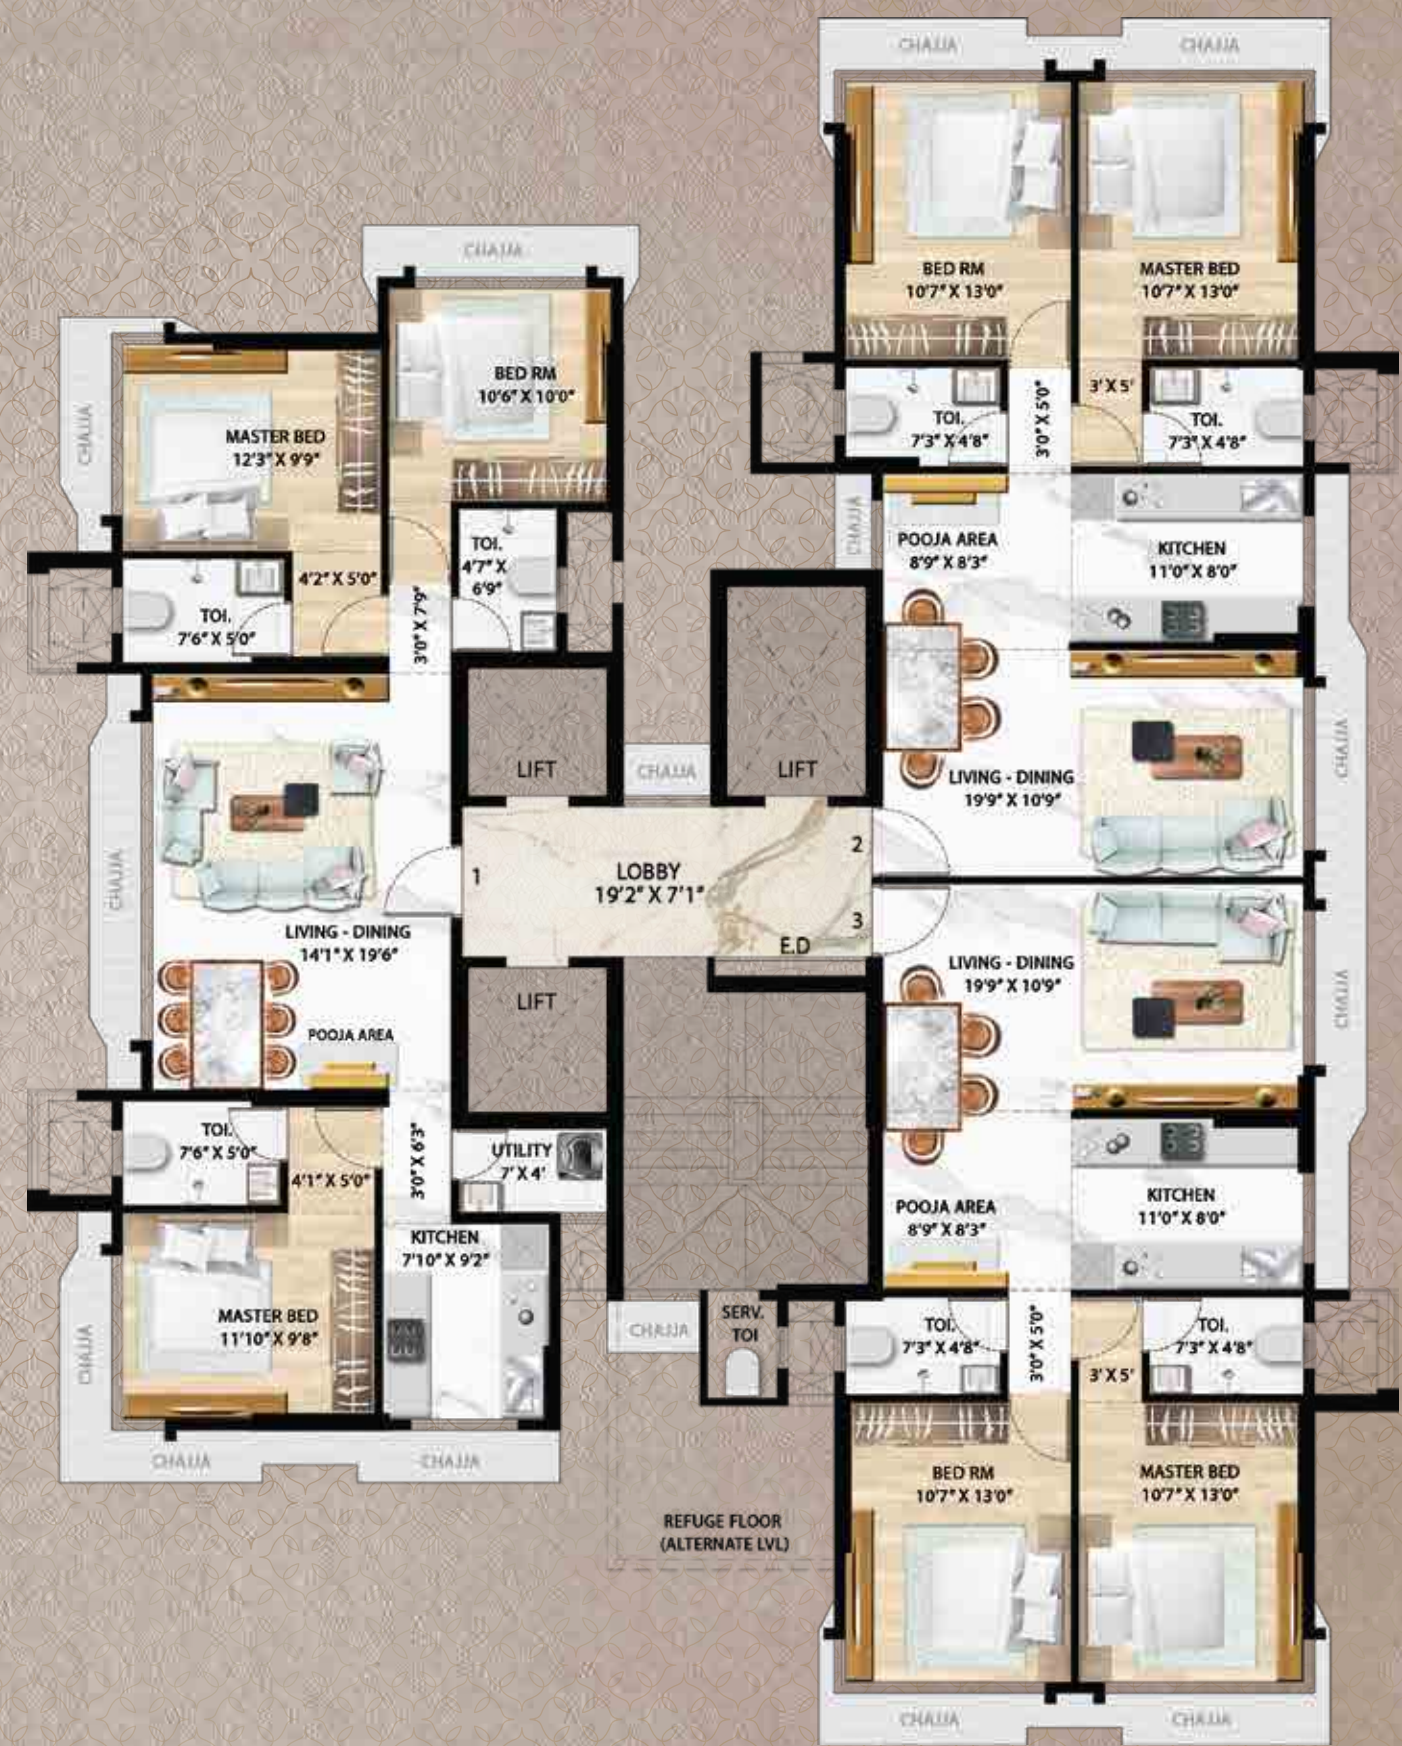 CHAJJA
CHAJJA
BED RM
10'7" X 13'0"
MASTER BED
10'7" X 13'0"
TOI.
7'3" X 4'8"
3'0" X 5'0"
3' X 5'
TOI.
7'3" X 4'8"
CHAJJA
POOJA AREA
8'9" X 8'3"
KITCHEN
11'0" X 8'0"
CHAJJA
LIVING - DINING
19'9" X 10'9"
CHAJJA
CHAJJA
BED RM
10'6" X 10'0"
MASTER BED
12'3" X 9'9"
CHAJJA
TOI.
4'7" X
6'9"
4'2" X 5'0"
TOI.
7'6" X 5'0"
3'0" X 7'9"
LIFT
CHAJJA
LIFT
CHAJJA
1
LOBBY
19'2" X 7'1"
2
3
E.D
LIVING - DINING
14'1" X 19'6"
POOJA AREA
LIFT
LIVING - DINING
19'9" X 10'9"
CHAJJA
TOI.
7'6" X 5'0"
4'1" X 5'0"
3'0" X 6'3"
UTILITY
7' X 4'
KITCHEN
7'10" X 9'2"
MASTER BED
11'10" X 9'8"
CHAJJA
CHAJJA
CHAJJA
POOJA AREA
8'9" X 8'3"
KITCHEN
11'0" X 8'0"
CHAJJA
SERV.
TOI
TOI.
7'3" X 4'8"
3'0" X 5'0"
3' X 5'
TOI.
7'3" X 4'8"
BED RM
10'7" X 13'0"
MASTER BED
10'7" X 13'0"
REFUGE FLOOR
(ALTERNATE LVL)
CHAJJA
CHAJJA